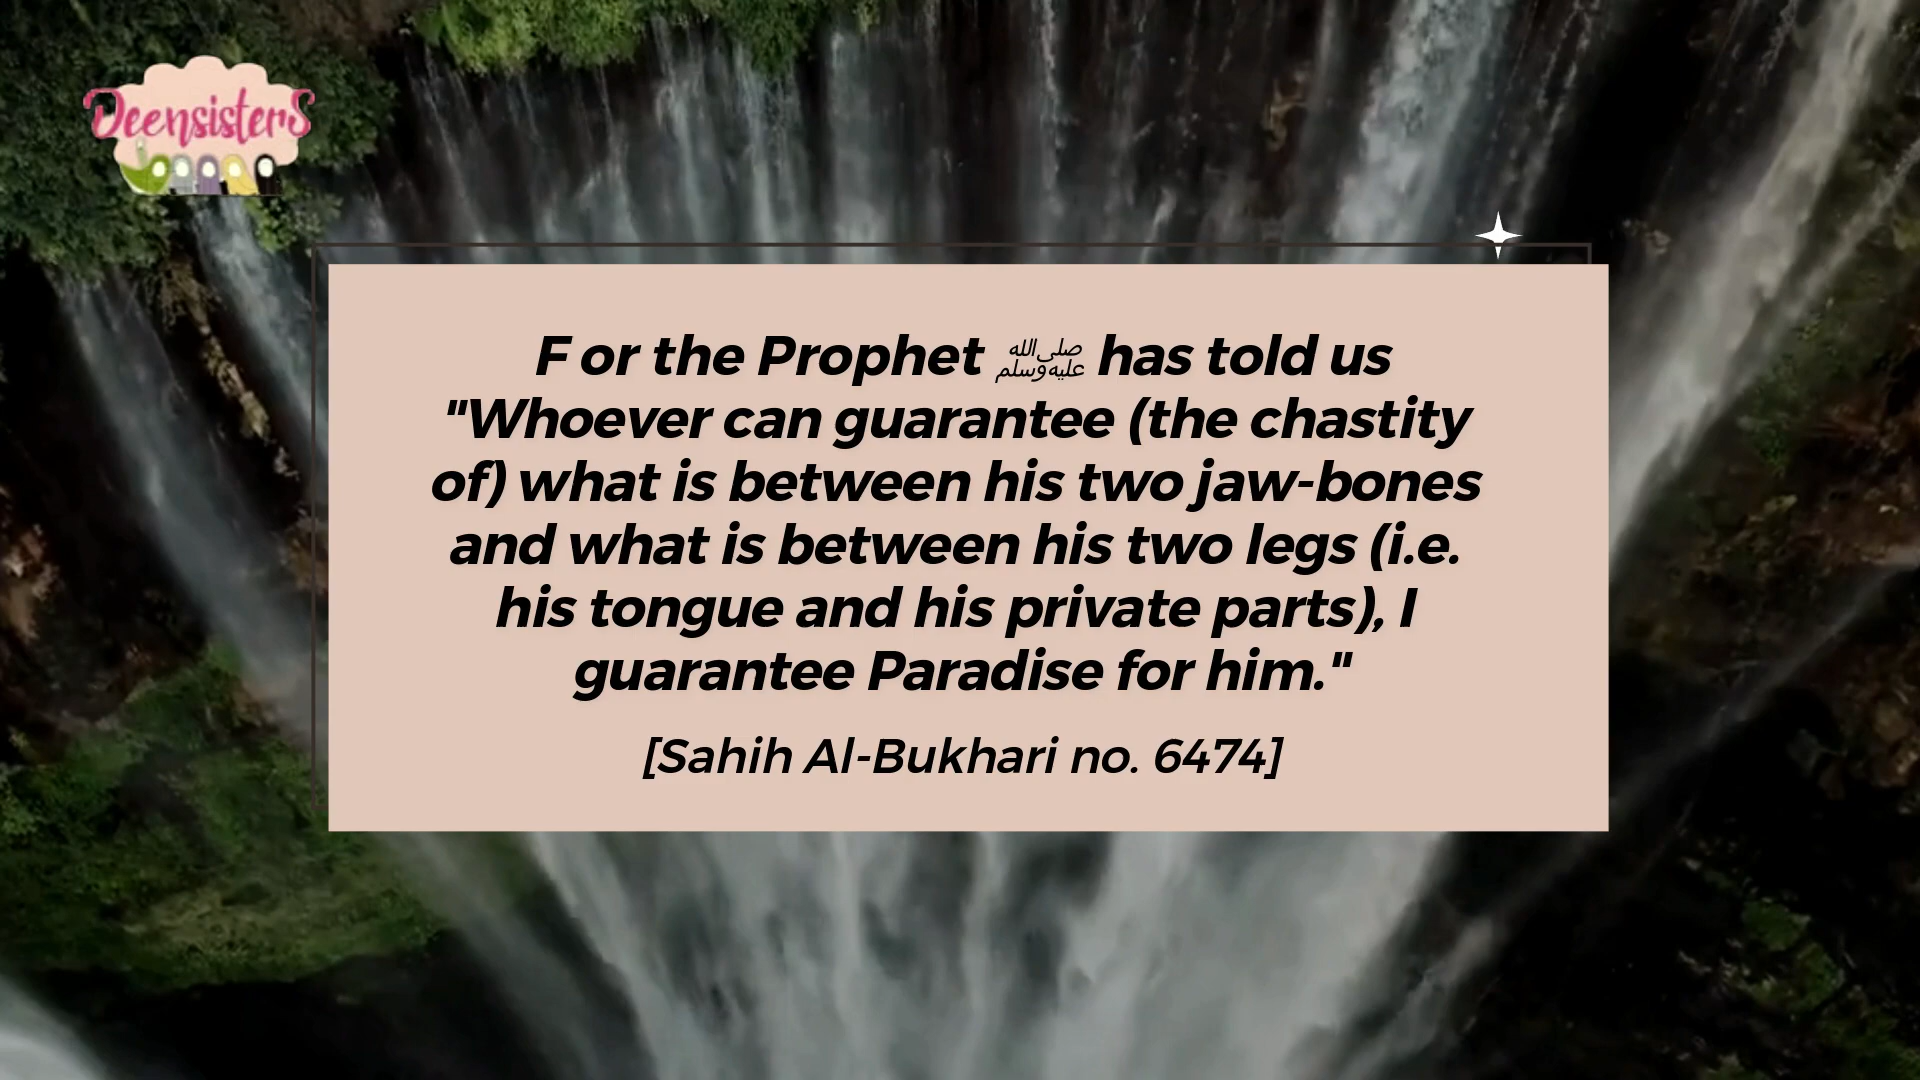 DeensisterS
F or the Prophet ﷺ has told us
"Whoever can guarantee (the chastity
of) what is between his two jaw-bones
and what is between his two legs (i.e.
his tongue and his private parts), I
guarantee Paradise for him."
[Sahih Al-Bukhari no. 6474]